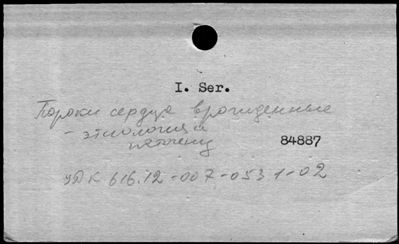 I. Ser.
Пороки сердца врожденные
- этиология и
патогенез
84887
УДК 616.12-007-053.1-02